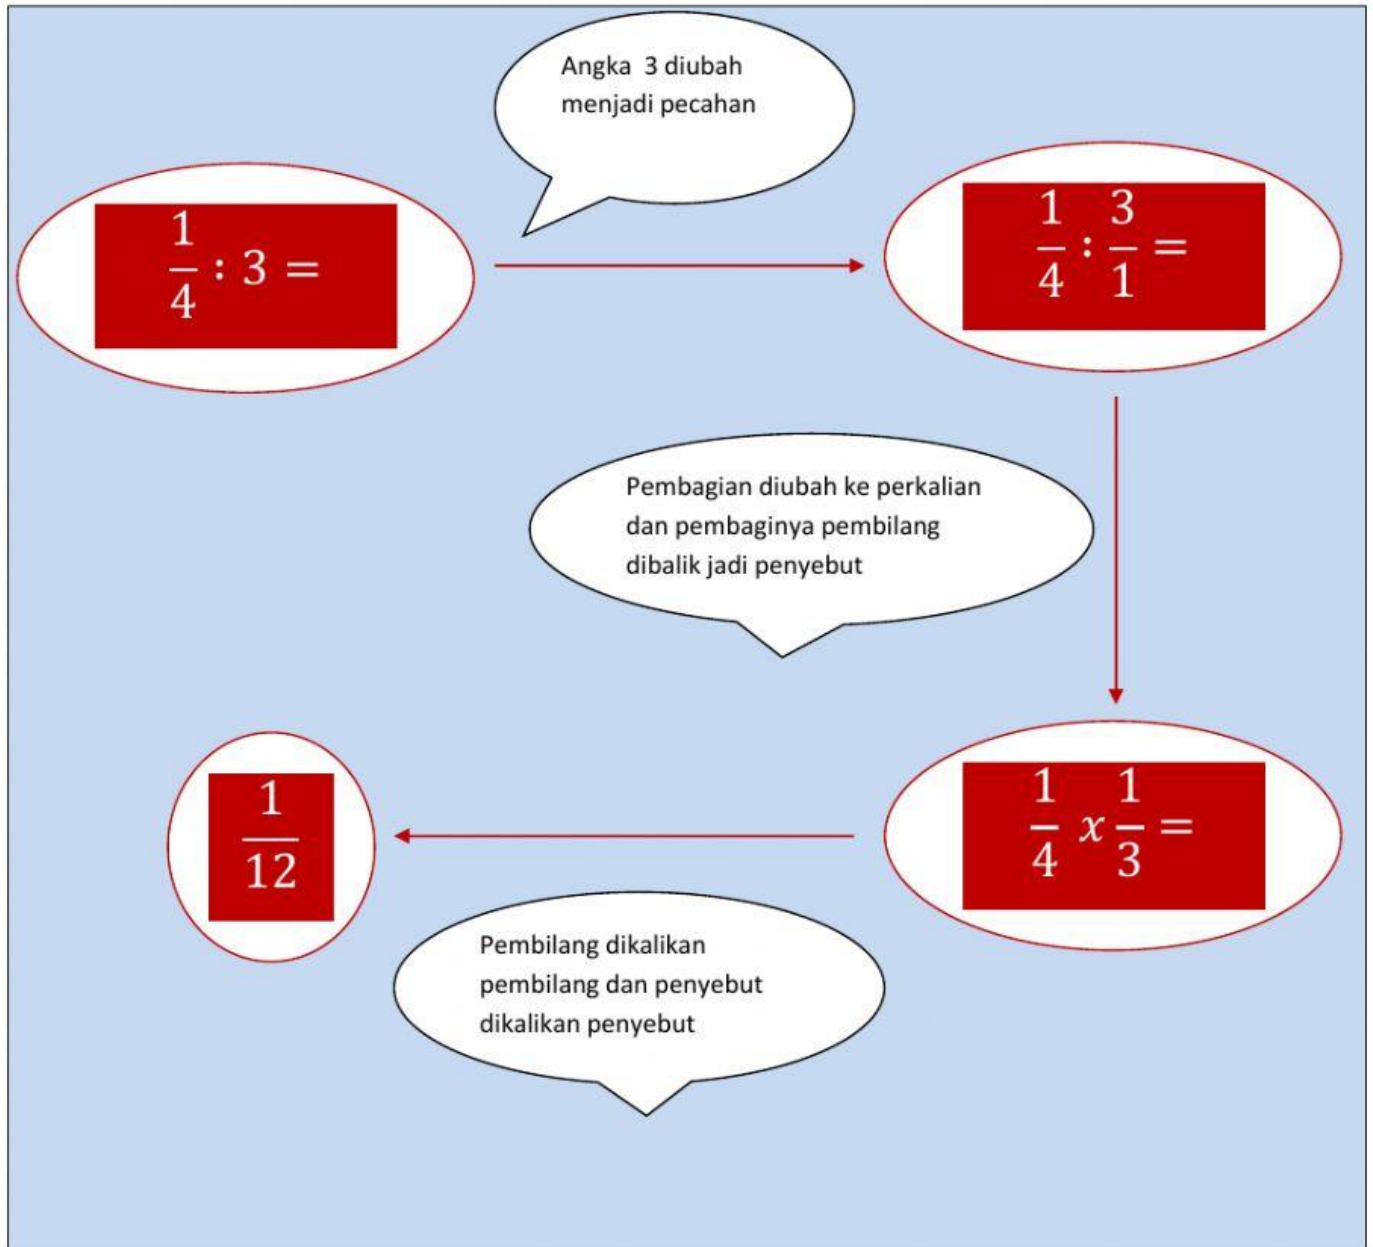 Angka 3 diubah
menjadi pecahan
1/4 : 3 =
1/4 : 3/1 =
Pembagian diubah ke perkalian
dan pembaginya pembilang
dibalik jadi penyebut
1/4 x 1/3 =
1/12
Pembilang dikalikan
pembilang dan penyebut
dikalikan penyebut